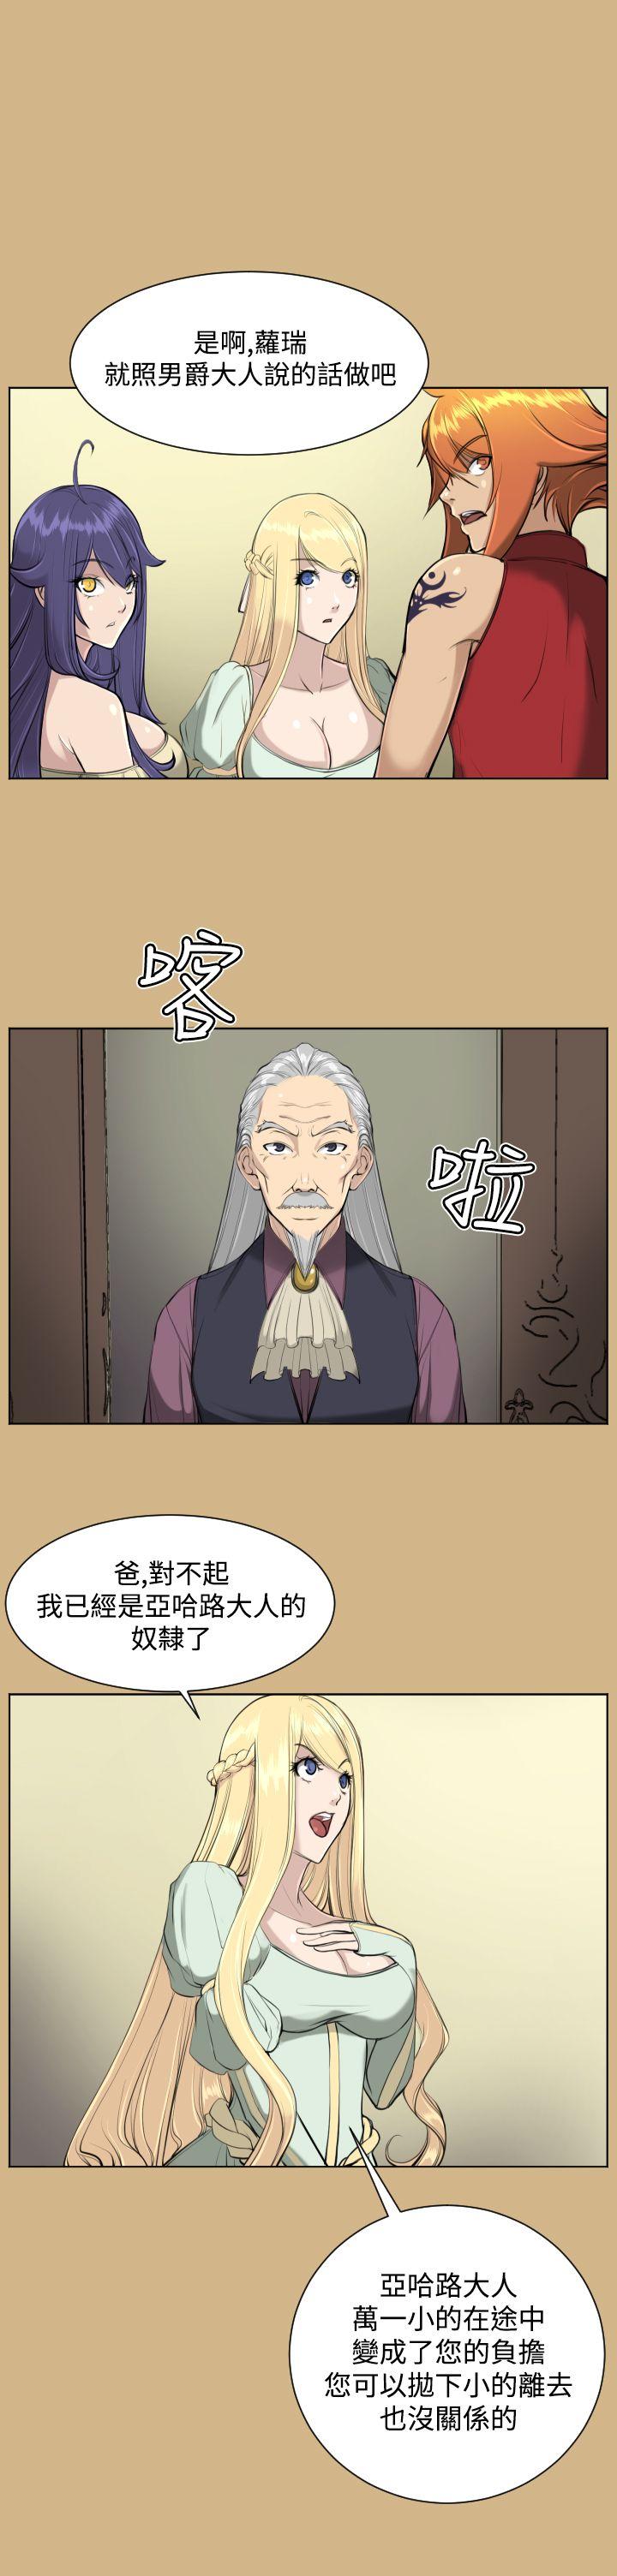 是啊,蘿瑞
就照男爵大人說的話做吧
喀
啦
爸,對不起
我已經是亞哈路大人的
奴隸了
亞哈路大人
萬一小的在途中
變成了您的負擔
您可以拋下小的離去
也沒關係的